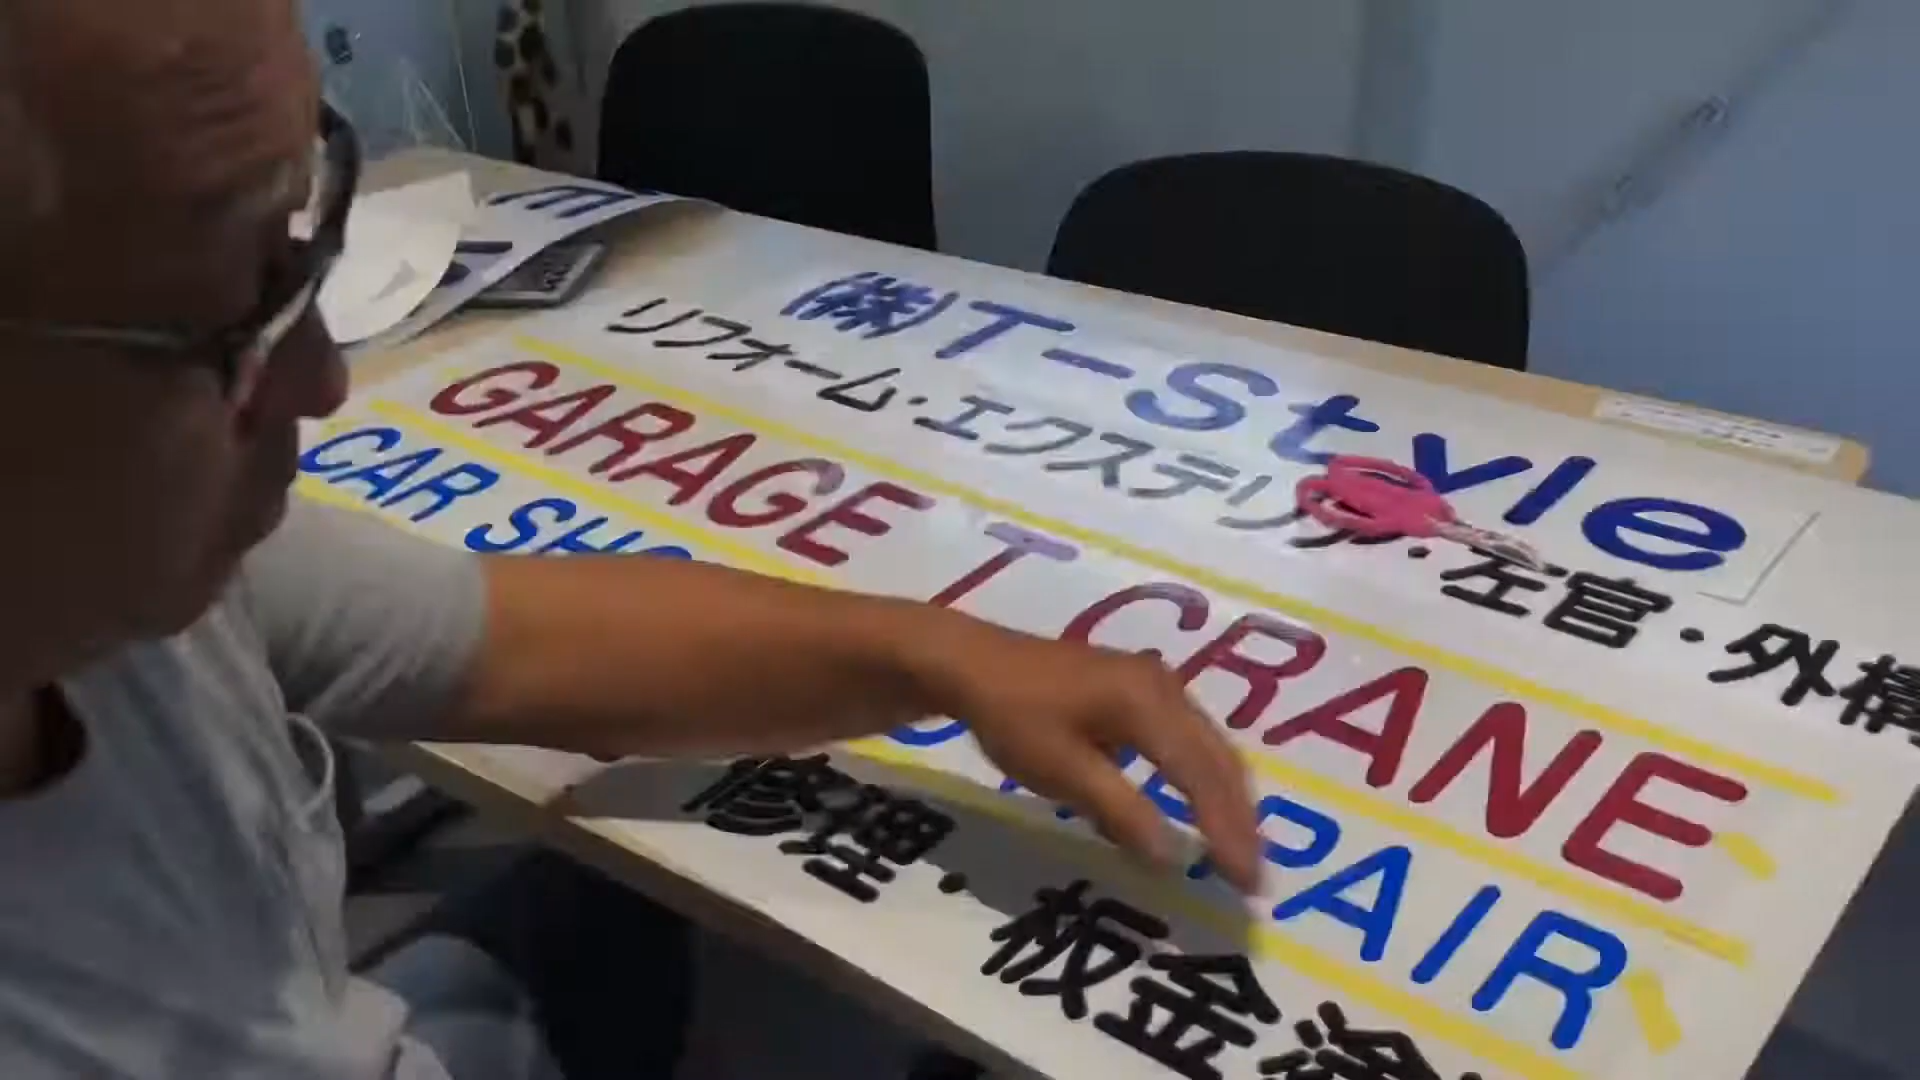 ㈱T-Style
リフォーム・エクステリア・左官・外構
GARAGE T CRANE
CAR SHO REPAIR
修理・板金塗